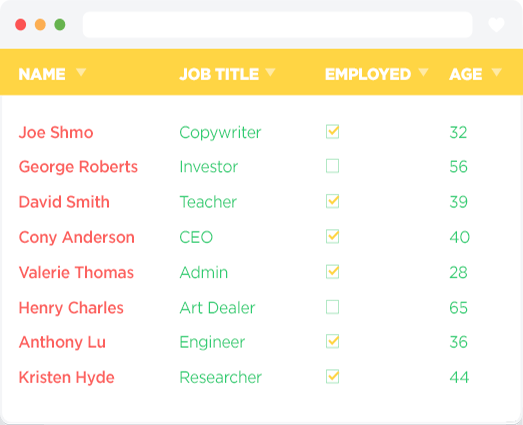 NAME JOB TITLE EMPLOYED AGE
Joe Shmo Copywriter 32
George Roberts Investor 56
David Smith Teacher 39
Cony Anderson CEO 40
Valerie Thomas Admin 28
Henry Charles Art Dealer 65
Anthony Lu Engineer 36
Kristen Hyde Researcher 44